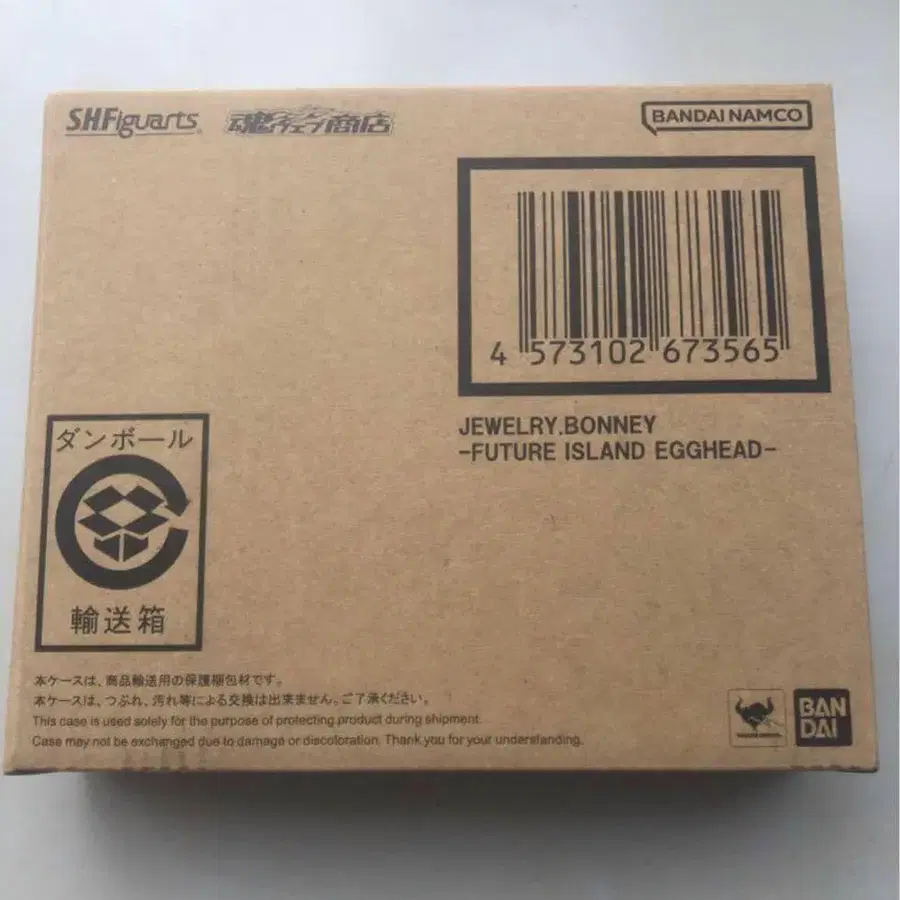 S.H.Figuarts 魂ウェブ商店 BANDAI NAMCO
4 573102 673565
JEWELRY.BONNEY
-FUTURE ISLAND EGGHEAD-
ダンボール
輸送箱
本ケースは、商品輸送用の保護梱包材です。
本ケースは、つぶれ、汚れ等による交換は出来ません。ご了承ください。
This case is used solely for the purpose of protecting product during shipment.
Case may not be exchanged due to damage or discoloration. Thank you for your understanding.
BAN
DAI